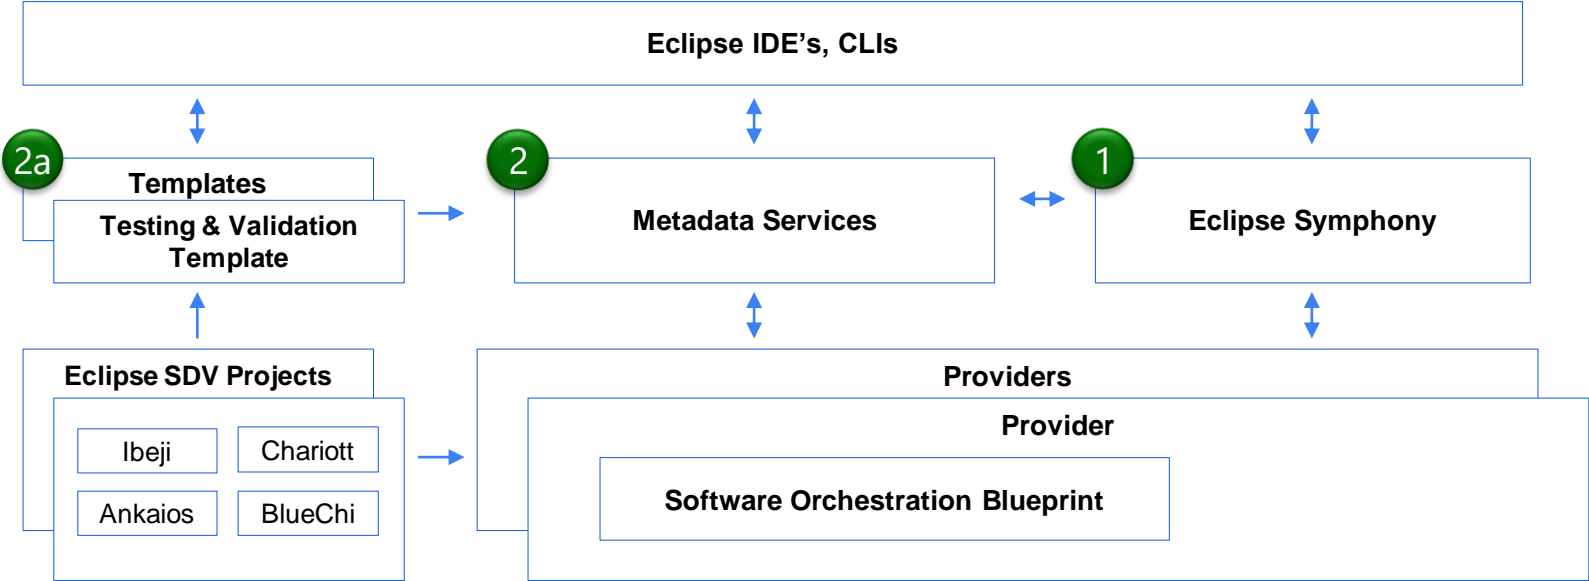 Eclipse IDE’s, CLIs
2a
2
1
Templates
Testing & Validation
Template
Metadata Services
Eclipse Symphony
Eclipse SDV Projects
Ibeji
Chariott
Ankaios
BlueChi
Providers
Provider
Software Orchestration Blueprint